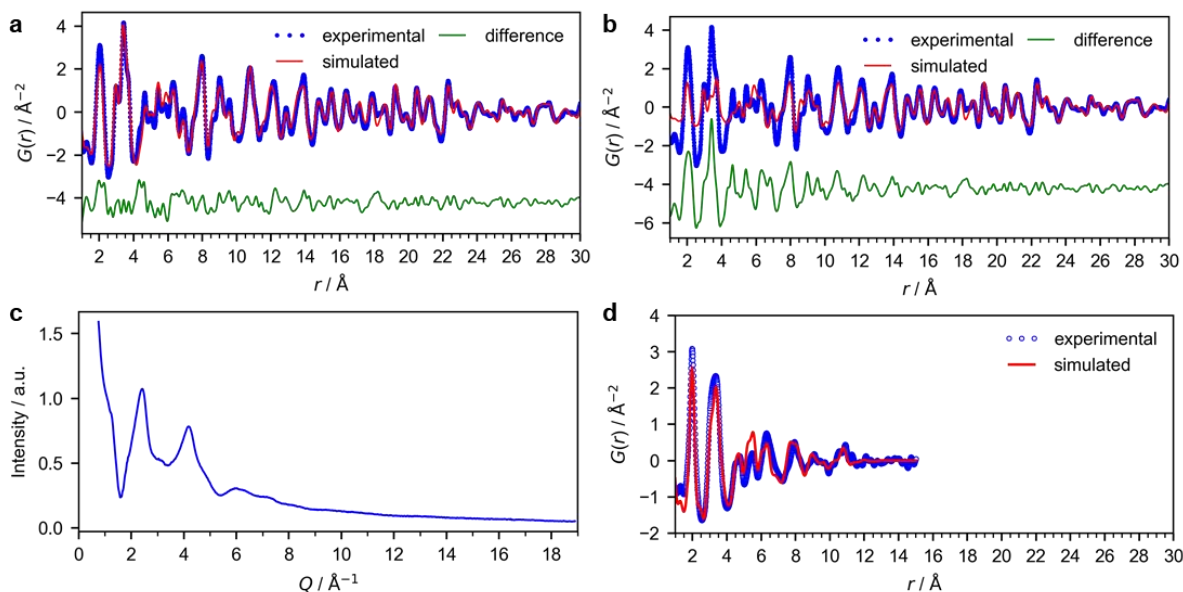 a
4
2
0
−2
−4
G(r) / Å⁻²
experimental
difference
simulated
2 4 6 8 10 12 14 16 18 20 22 24 26 28 30
r / Å
b
4
2
0
−2
−4
−6
G(r) / Å⁻²
experimental
difference
simulated
2 4 6 8 10 12 14 16 18 20 22 24 26 28 30
r / Å
c
1.5
1.0
0.5
0.0
Intensity / a.u.
0 2 4 6 8 10 12 14 16 18
Q / Å⁻¹
d
4
3
2
1
0
−1
−2
G(r) / Å⁻²
experimental
simulated
2 4 6 8 10 12 14 16 18 20 22 24 26 28 30
r / Å